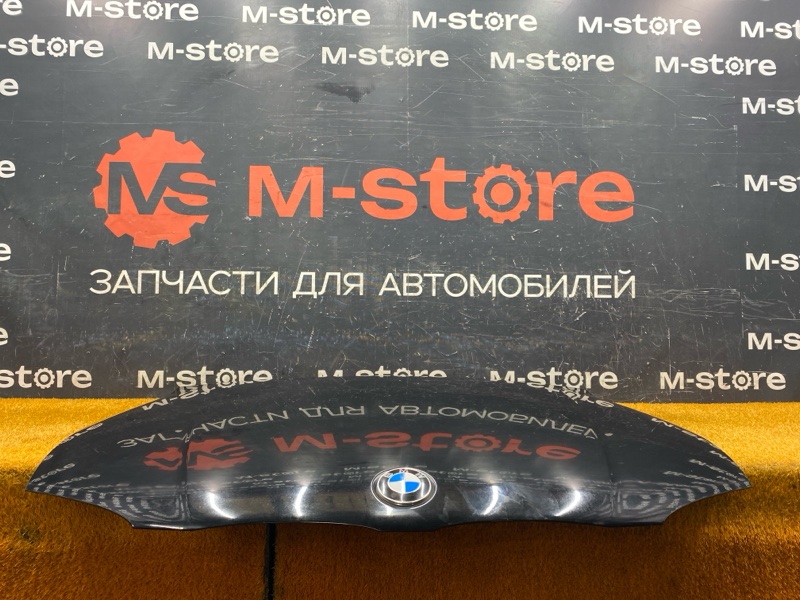 M-store M-store M-store M-store
M-store M-store M-store M-store M-store
M-store
MS M-store M-store
ЗАПЧАСТИ ДЛЯ АВТОМОБИЛЕЙ
M-store M-store M-store M-store
BMW